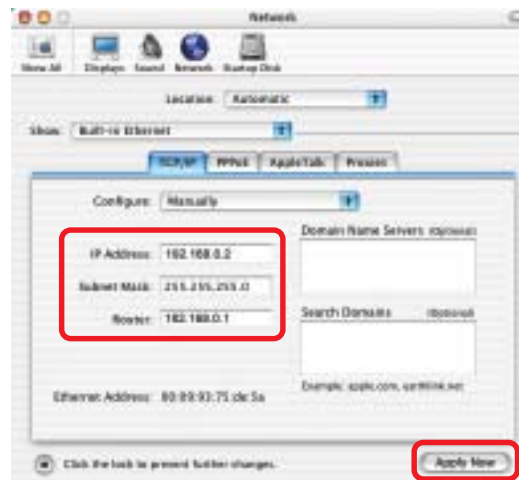 Network
Show All Displays Sound Network Startup Disk
Location: Automatic
Show: Built-in Ethernet
TCP/IP PPPoE AppleTalk Proxies
Configure: Manually
Domain Name Servers (Optional)
IP Address: 192.168.0.2
Subnet Mask: 255.255.255.0
Router: 192.168.0.1
Search Domains (Optional)
Example: apple.com, earthlink.net
Ethernet Address:
Click the lock to prevent further changes.
Apply Now